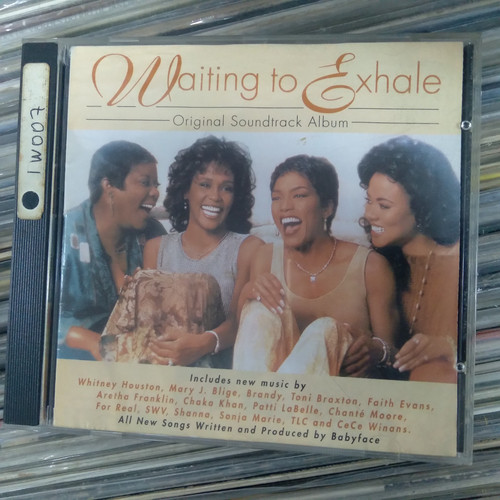 Waiting to Exhale
Original Soundtrack Album
Includes new music by
Whitney Houston, Mary J. Blige, Brandy, Toni Braxton, Faith Evans,
Aretha Franklin, Chaka Khan, Patti LaBelle, Chanté Moore,
For Real, SWV, Shanna, Sonja Marie, TLC and CeCe Winans.
All New Songs Written and Produced by Babyface
IW007